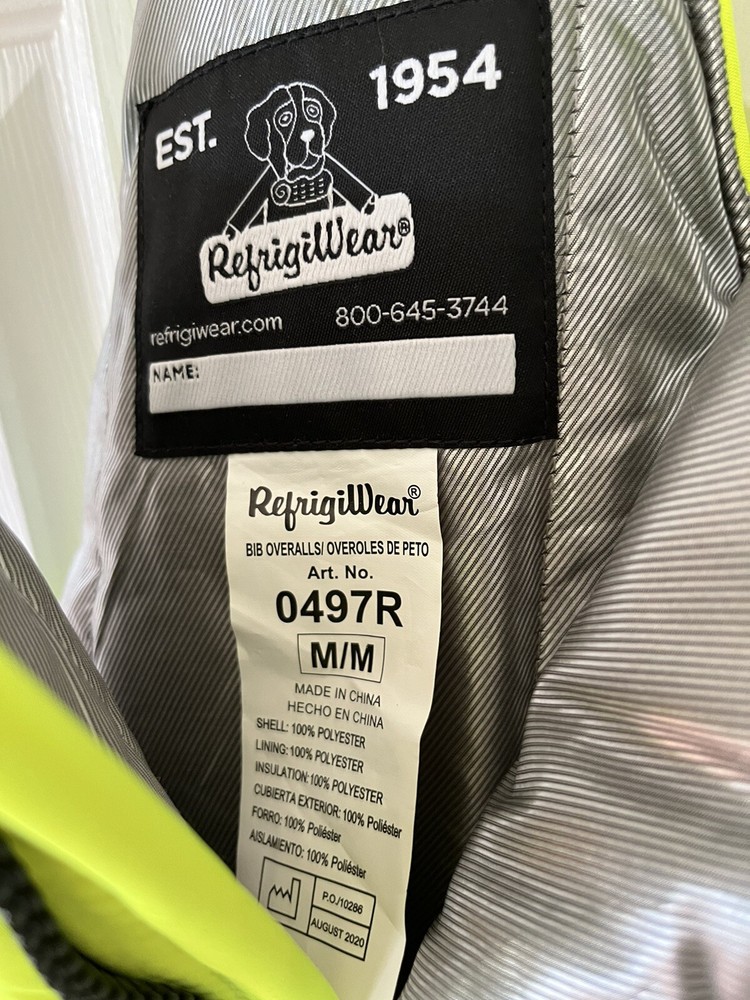 EST. 1954
RefrigiWear®
refrigiwear.com 800-645-3744
NAME:
RefrigiWear®
BIB OVERALLS/ OVEROLES DE PETO
Art. No.
0497R
M/M
MADE IN CHINA
HECHO EN CHINA
SHELL: 100% POLYESTER
LINING: 100% POLYESTER
INSULATION: 100% POLYESTER
CUBIERTA EXTERIOR: 100% Poliéster
FORRO: 100% Poliéster
AISLAMIENTO: 100% Poliéster
P.O./10286
AUGUST 2020